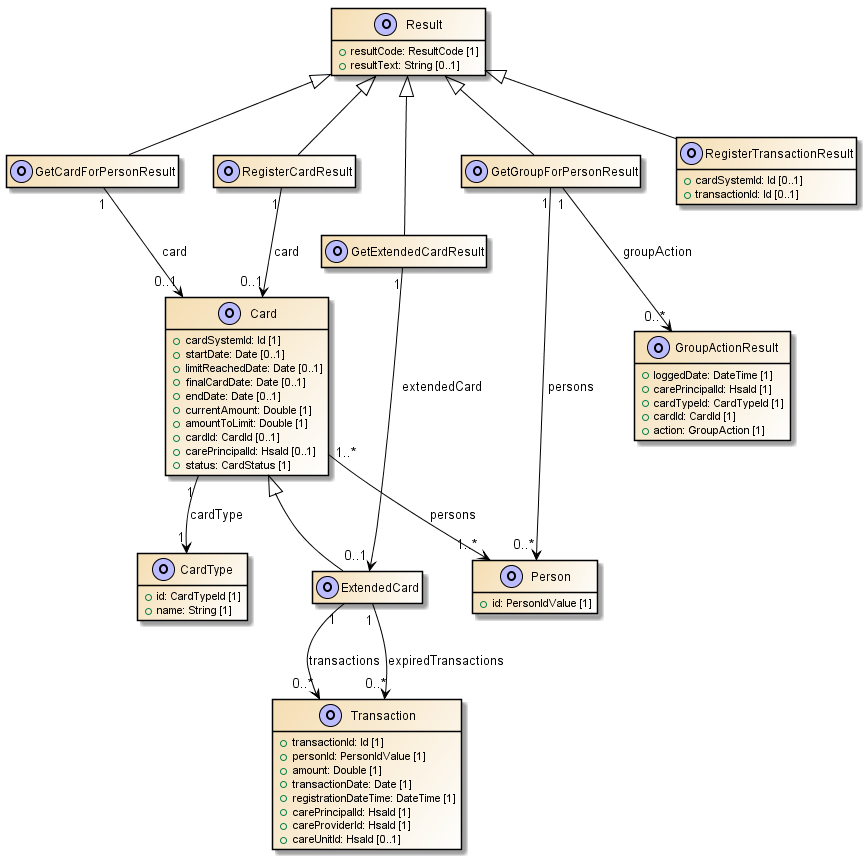 O Result
resultCode: ResultCode [1]
resultText: String [0..1]
O GetCardForPersonResult
O RegisterCardResult
O GetGroupForPersonResult
O RegisterTransactionResult
cardSystemId: Id [0..1]
transactionId: Id [0..1]
1
1
1
1
card
card
O GetExtendedCardResult
groupAction
0..1
0..1
1
0..*
O Card
cardSystemId: Id [1]
startDate: Date [0..1]
limitReachedDate: Date [0..1]
finalCardDate: Date [0..1]
endDate: Date [0..1]
currentAmount: Double [1]
amountToLimit: Double [1]
cardId: CardId [0..1]
carePrincipalId: HsaId [0..1]
status: CardStatus [1]
extendedCard
persons
O GroupActionResult
loggedDate: DateTime [1]
carePrincipalId: HsaId [1]
cardTypeId: CardTypeId [1]
cardId: CardId [1]
action: GroupAction [1]
1..*
1
cardType
persons
1
0..1
1..*
0..*
O CardType
id: CardTypeId [1]
name: String [1]
O ExtendedCard
O Person
id: PersonIdValue [1]
1
1
transactions
expiredTransactions
0..*
0..*
O Transaction
transactionId: Id [1]
personId: PersonIdValue [1]
amount: Double [1]
transactionDate: Date [1]
registrationDateTime: DateTime [1]
carePrincipalId: HsaId [1]
careProviderId: HsaId [1]
careUnitId: HsaId [0..1]